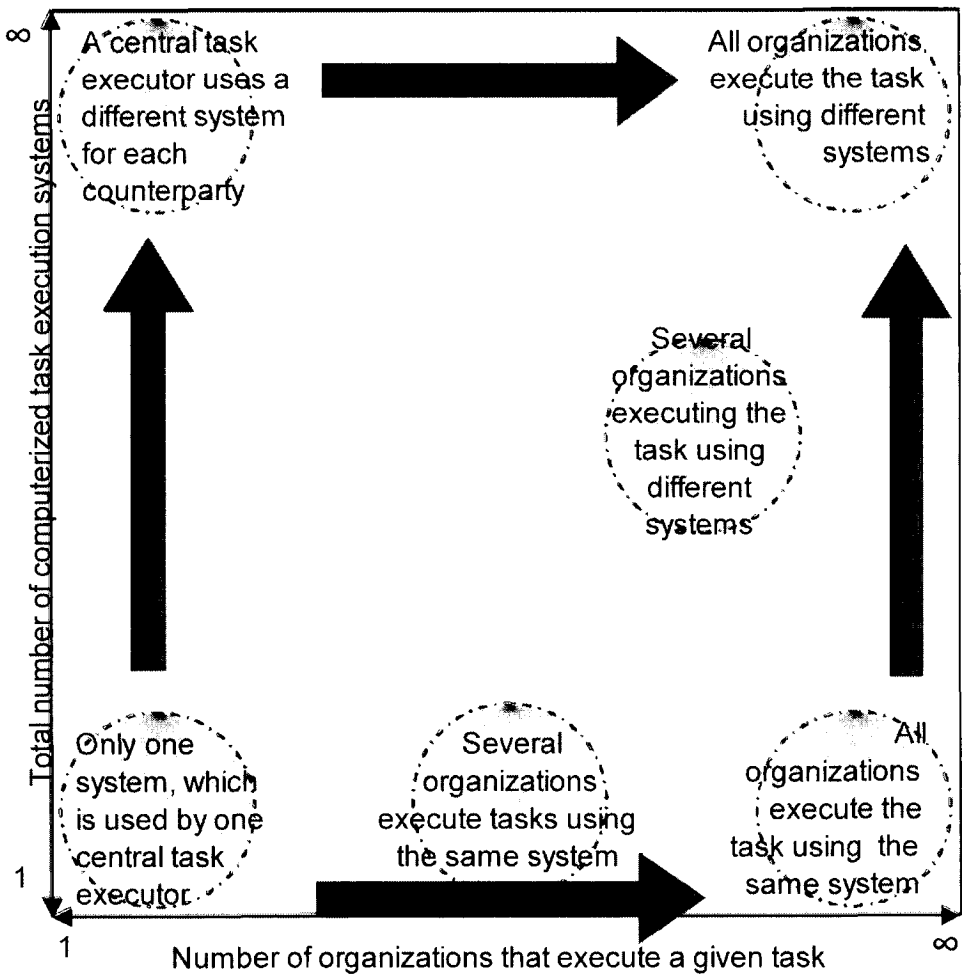 ∞
Total number of computerized task execution systems
1
A central task
executor uses a
different system
for each
counterparty
All organizations
execute the task
using different
systems
Several
organizations
executing the
task using
different
systems
Only one
system, which
is used by one
central task
executor
Several
organizations
execute tasks using
the same system
All
organizations
execute the
task using the
same system
1
∞
Number of organizations that execute a given task